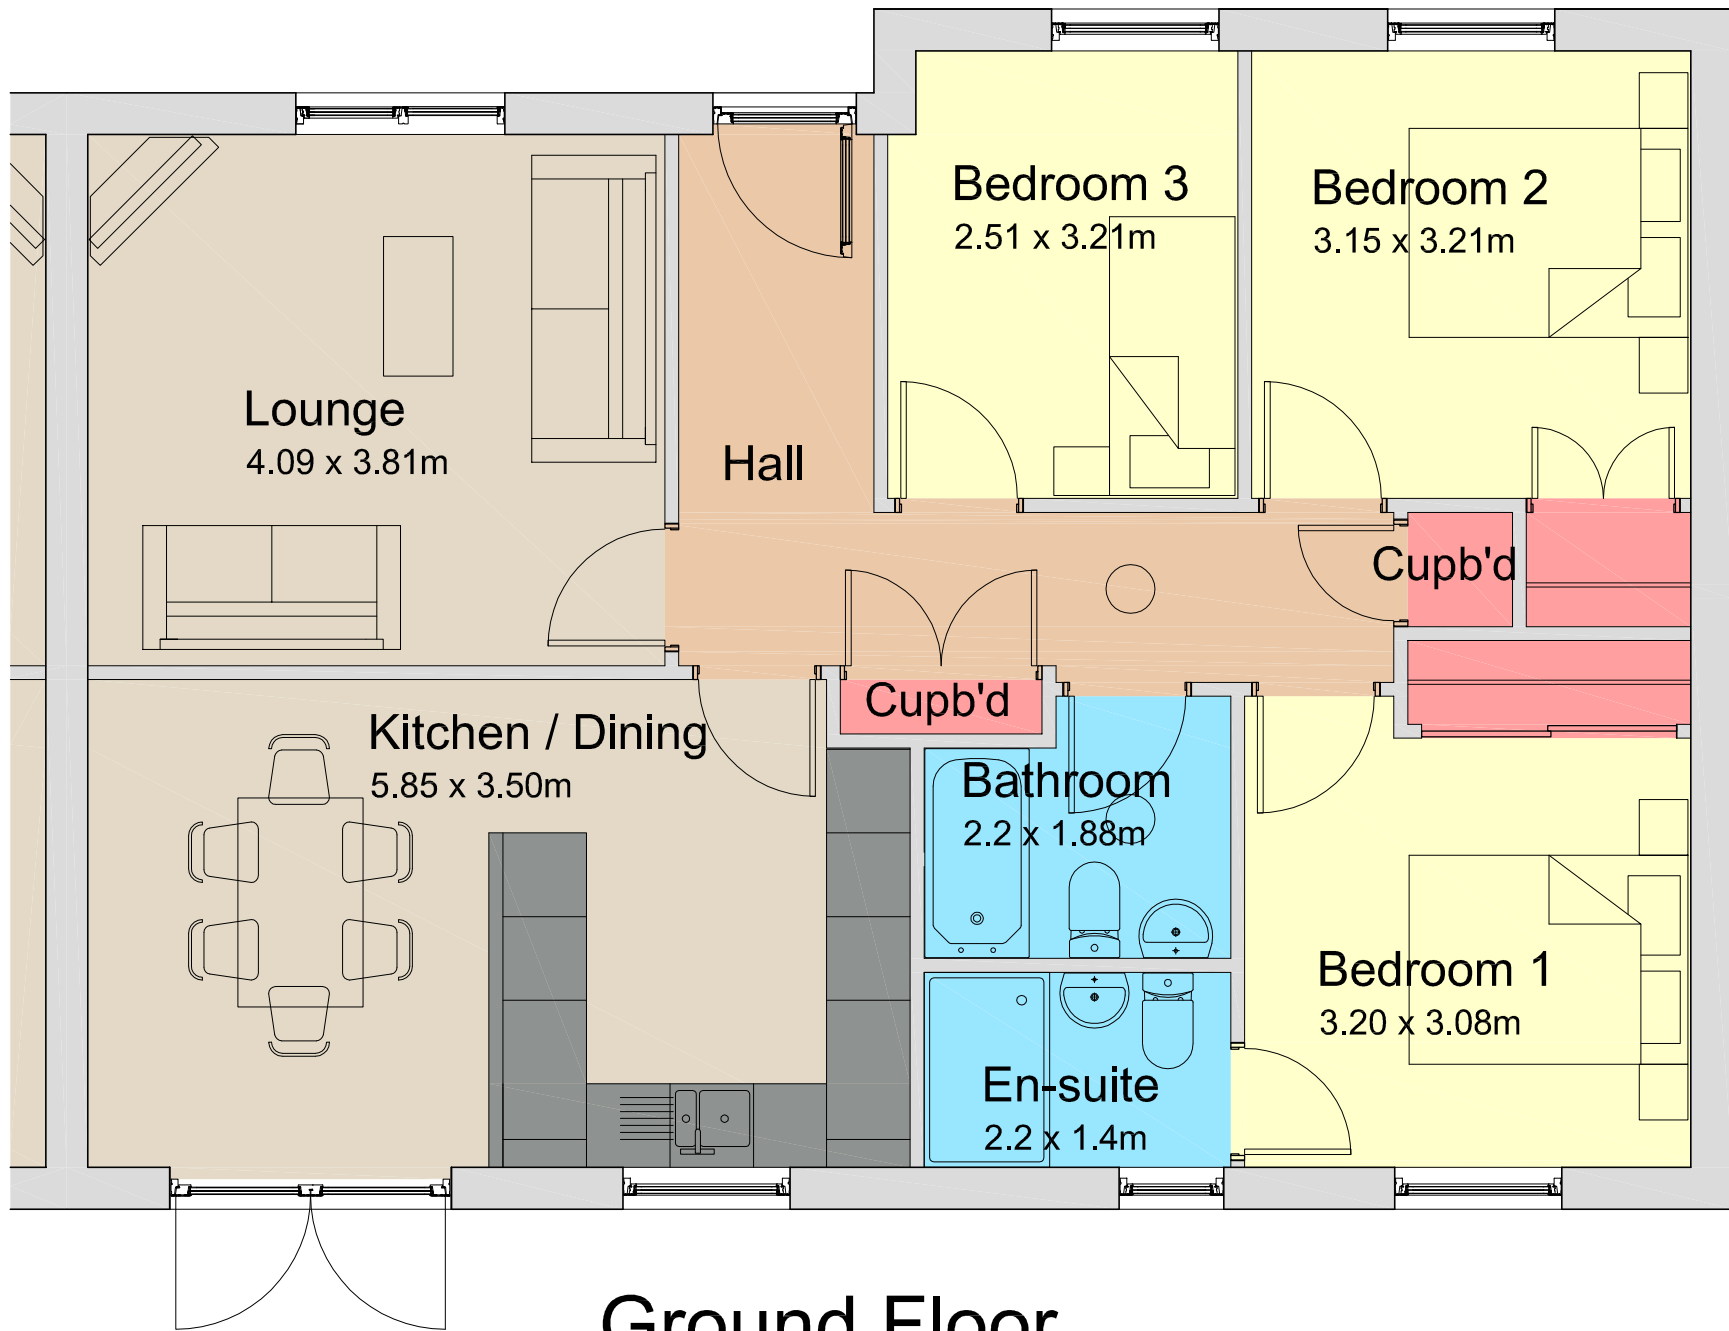 Bedroom 3
2.51 x 3.21m
Bedroom 2
3.15 x 3.21m
Lounge
4.09 x 3.81m
Hall
Cupb'd
Cupb'd
Kitchen / Dining
5.85 x 3.50m
Bathroom
2.2 x 1.88m
Bedroom 1
3.20 x 3.08m
En-suite
2.2 x 1.4m
Ground Floor